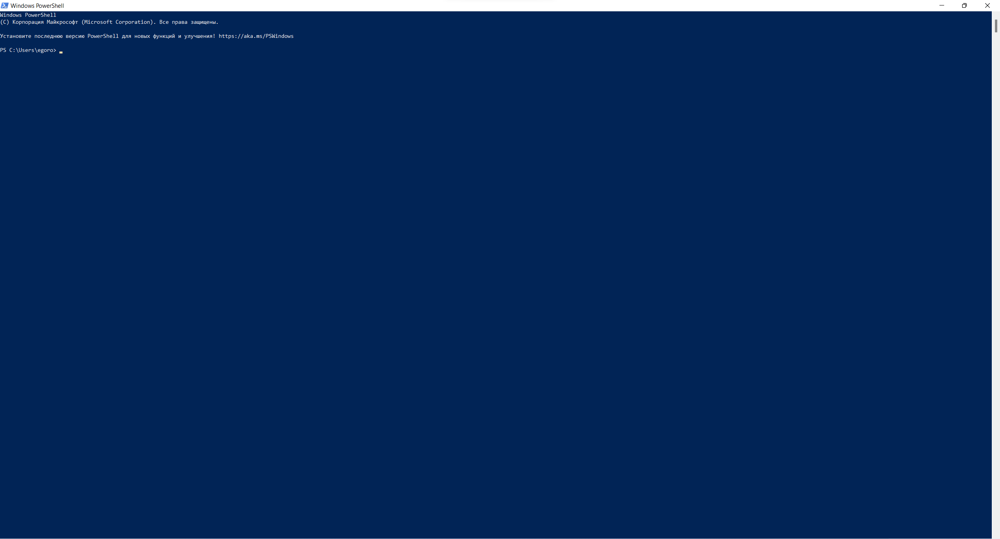 Windows PowerShell
Windows PowerShell
(C) Корпорация Майкрософт (Microsoft Corporation). Все права защищены.
Установите последнюю версию PowerShell для новых функций и улучшения! https://aka.ms/PSWindows
PS C:\Users\egoro>